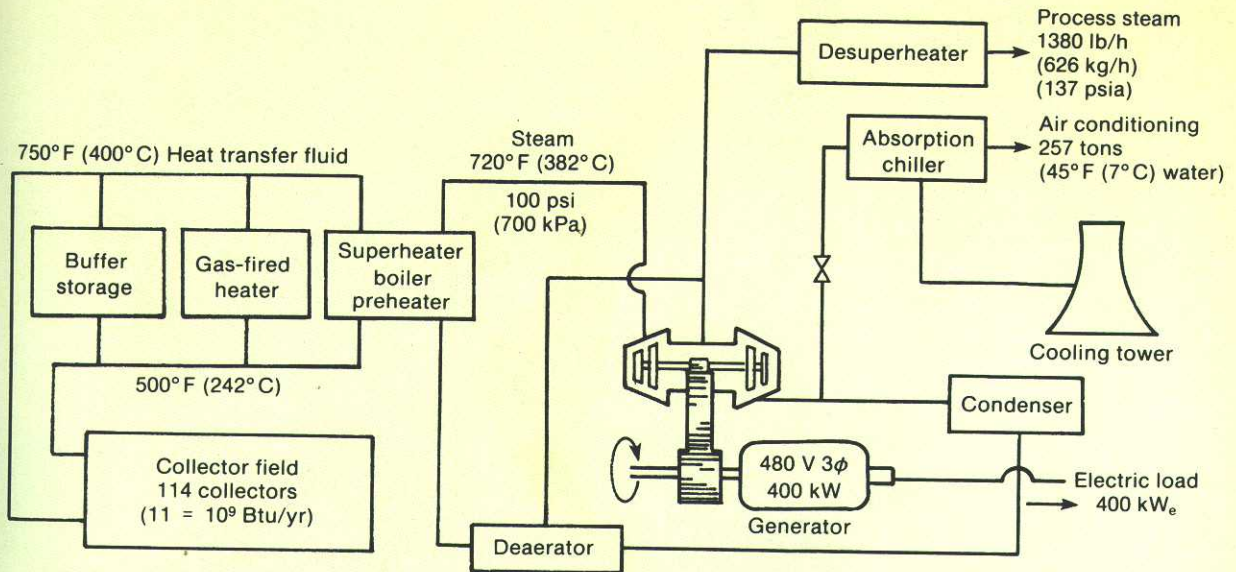 Process steam
1380 lb/h
(626 kg/h)
(137 psia)
Desuperheater
Air conditioning
257 tons
(45°F (7°C) water)
Absorption
chiller
Steam
720°F (382°C)
100 psi
(700 kPa)
750°F (400°C) Heat transfer fluid
Buffer
storage
Gas-fired
heater
Superheater
boiler
preheater
Cooling tower
500°F (242°C)
Condenser
Collector field
114 collectors
(11 = 10⁹ Btu/yr)
480 V 3ϕ
400 kW
Generator
Electric load
400 kWₑ
Deaerator